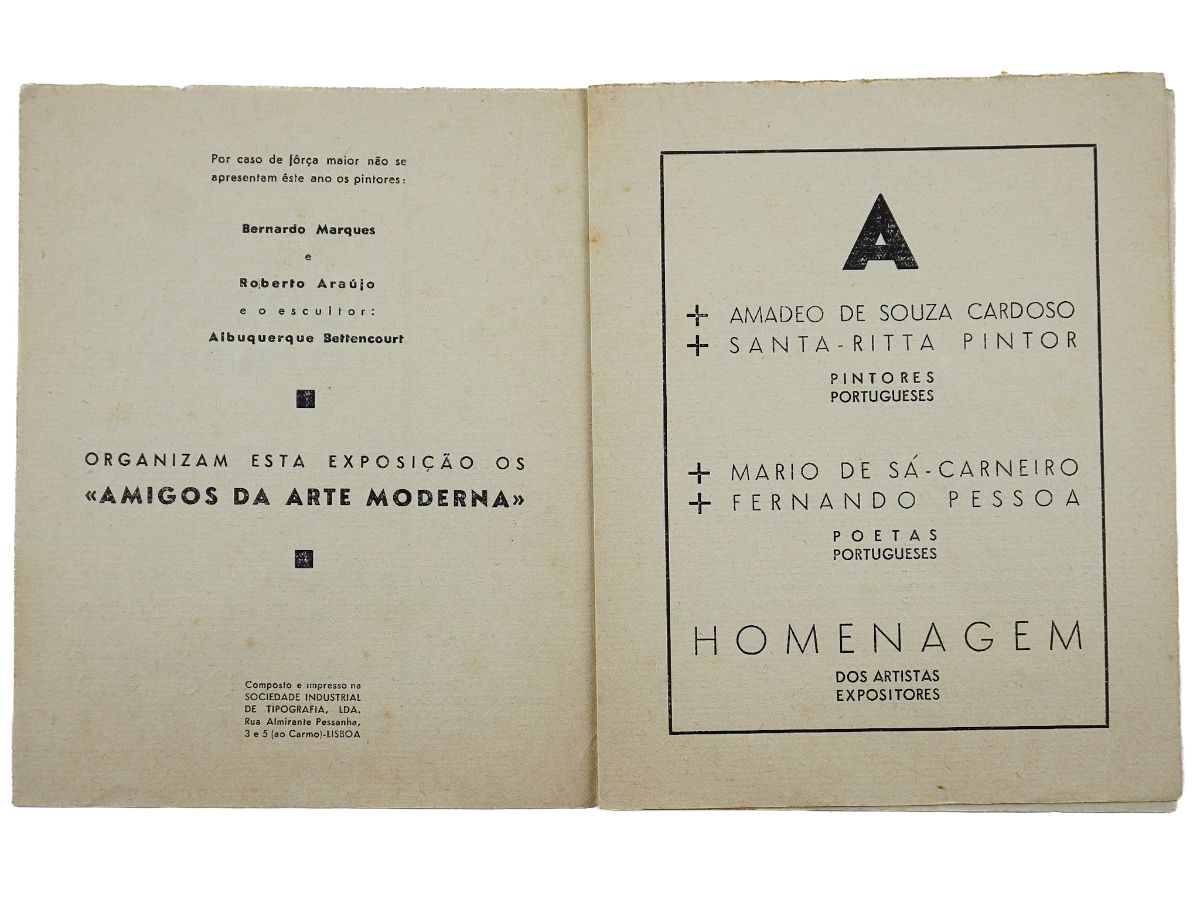 Por caso de fôrça maior não se
apresentam êste ano os pintores:
Bernardo Marques
e
Roberto Araújo
e o escultor:
Albuquerque Bettencourt
ORGANIZAM ESTA EXPOSIÇÃO OS
«AMIGOS DA ARTE MODERNA»
Composto e impresso na
SOCIEDADE INDUSTRIAL
DE TIPOGRAFIA, LDA.
Rua Almirante Pessanha,
3 e 5 (ao Carmo)-LISBOA
A
+ AMADEO DE SOUZA CARDOSO
+ SANTA-RITTA PINTOR
PINTORES
PORTUGUESES
+ MARIO DE SÁ-CARNEIRO
+ FERNANDO PESSOA
POETAS
PORTUGUESES
HOMENAGEM
DOS ARTISTAS
EXPOSITORES